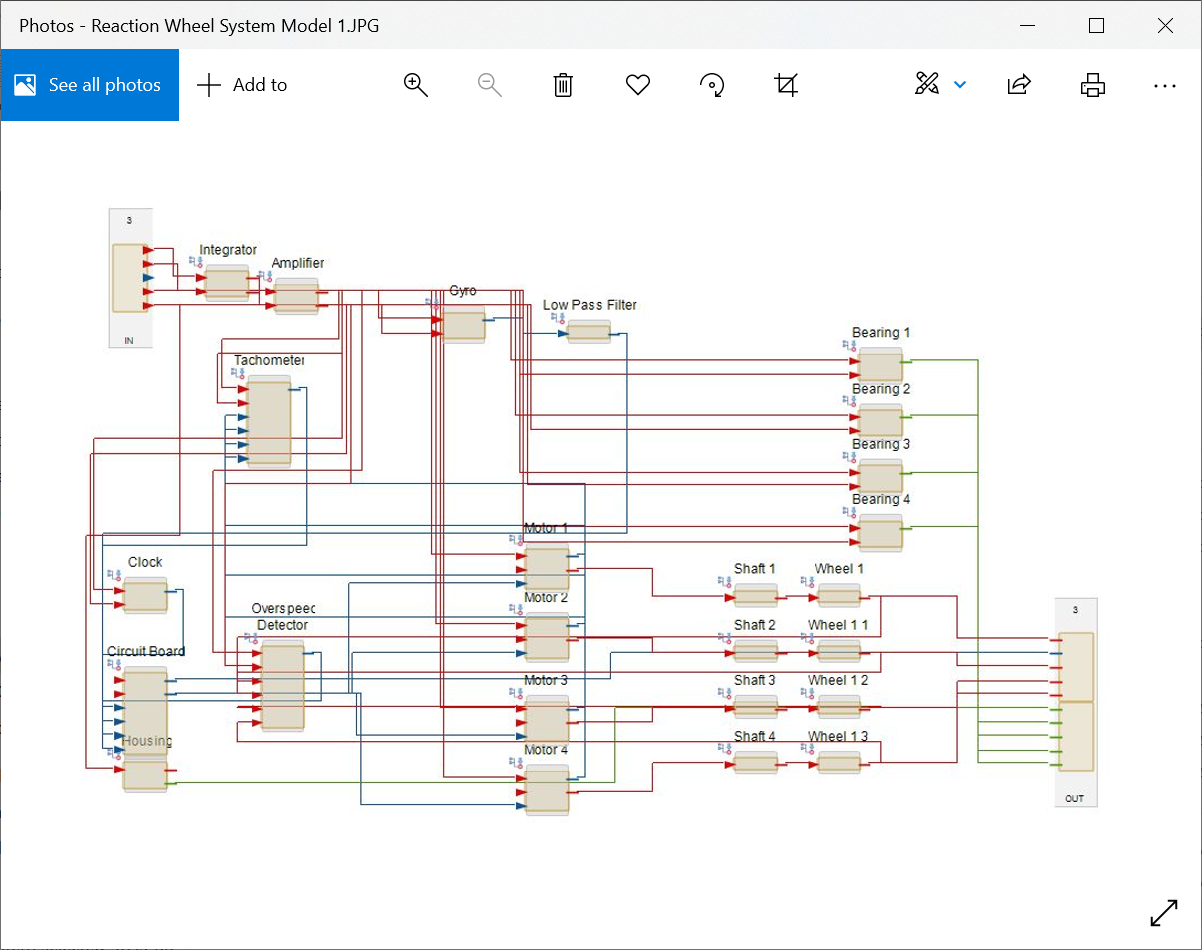 Photos - Reaction Wheel System Model 1.JPG
See all photos
Add to
3
IN
Integrator
Amplifier
Gyro
Low Pass Filter
Tachometer
Bearing 1
Bearing 2
Bearing 3
Bearing 4
Motor 1
Clock
Shaft 1
Wheel 1
Motor 2
Overspeed
Detector
Shaft 2
Wheel 1 1
3
Circuit Board
Motor 3
Shaft 3
Wheel 1 2
Housing
Motor 4
Shaft 4
Wheel 1 3
OUT